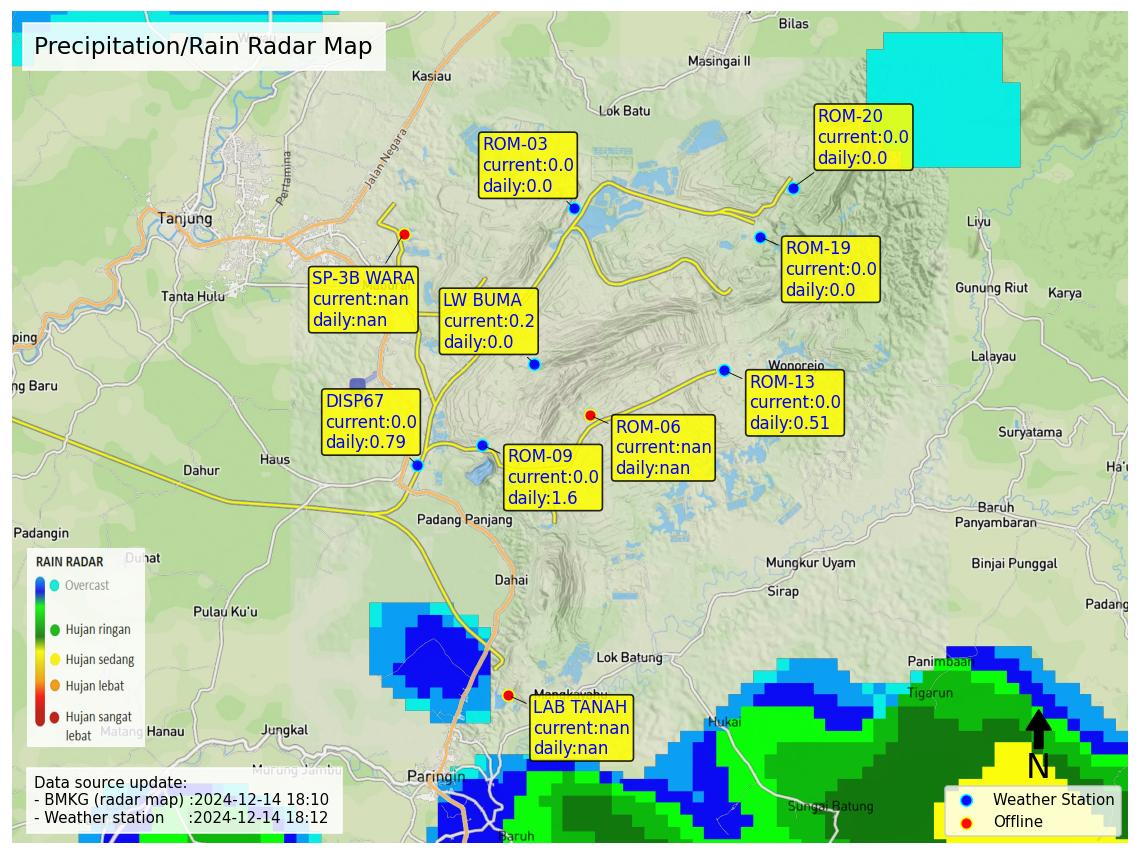 Precipitation/Rain Radar Map
Bilas
Masingai II
Kasiau
Lok Batu
Jalan Negara
Pertamina
Tanjung
Tanta Hulu
ROM-03
current:0.0
daily:0.0
ROM-20
current:0.0
daily:0.0
ROM-19
current:0.0
daily:0.0
SP-3B WARA
current:nan
daily:nan
LW BUMA
current:0.2
daily:0.0
Liyu
Gunung Riut
Karya
Lalayau
ping
ng Baru
Wonorejo
ROM-13
current:0.0
daily:0.51
DISP67
current:0.0
daily:0.79
ROM-06
current:nan
daily:nan
ROM-09
current:0.0
daily:1.6
Suryatama
Ha'u
Haus
Dahur
Padang Panjang
Baruh
Panyambaran
Padangin
Duhat
Dahai
Mungkur Uyam
Binjai Punggal
Sirap
Padang
Pulau Ku'u
RAIN RADAR
Overcast
Hujan ringan
Hujan sedang
Hujan lebat
Hujan sangat
lebat
Lok Batung
Panimbaan
Tigarun
Mangkayahu
LAB TANAH
current:nan
daily:nan
Hukai
Matang Hanau
Jungkal
Murung Jambu
Paringin
Sungai Batung
Baruh
N
Data source update:
- BMKG (radar map) :2024-12-14 18:10
- Weather station :2024-12-14 18:12
Weather Station
Offline